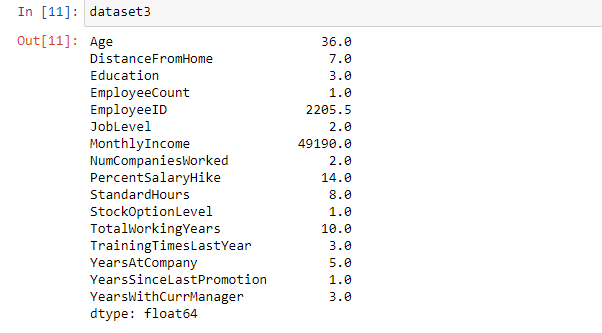 In [11]: dataset3
Out[11]: Age 36.0
DistanceFromHome 7.0
Education 3.0
EmployeeCount 1.0
EmployeeID 2205.5
JobLevel 2.0
MonthlyIncome 49190.0
NumCompaniesWorked 2.0
PercentSalaryHike 14.0
StandardHours 8.0
StockOptionLevel 1.0
TotalWorkingYears 10.0
TrainingTimesLastYear 3.0
YearsAtCompany 5.0
YearsSinceLastPromotion 1.0
YearsWithCurrManager 3.0
dtype: float64